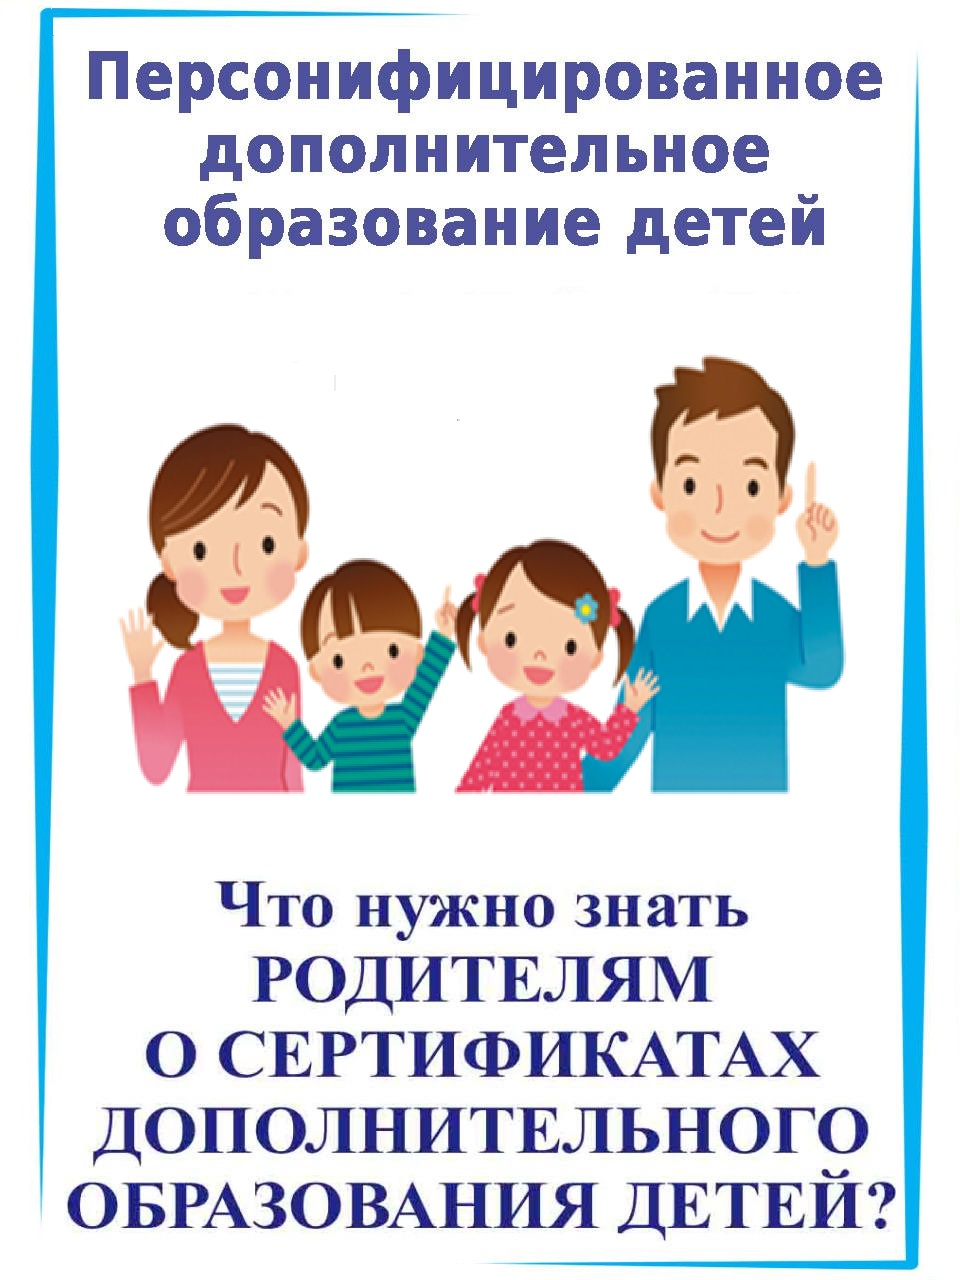 Персонифицированное
дополнительное
образование детей
Что нужно знать
РОДИТЕЛЯМ
О СЕРТИФИКАТАХ
ДОПОЛНИТЕЛЬНОГО
ОБРАЗОВАНИЯ ДЕТЕЙ?